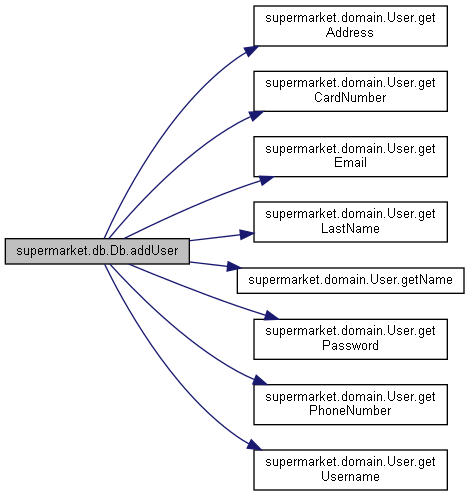 supermarket.domain.User.get
Address
supermarket.domain.User.get
CardNumber
supermarket.domain.User.get
Email
supermarket.domain.User.get
LastName
supermarket.db.Db.addUser
supermarket.domain.User.getName
supermarket.domain.User.get
Password
supermarket.domain.User.get
PhoneNumber
supermarket.domain.User.get
Username